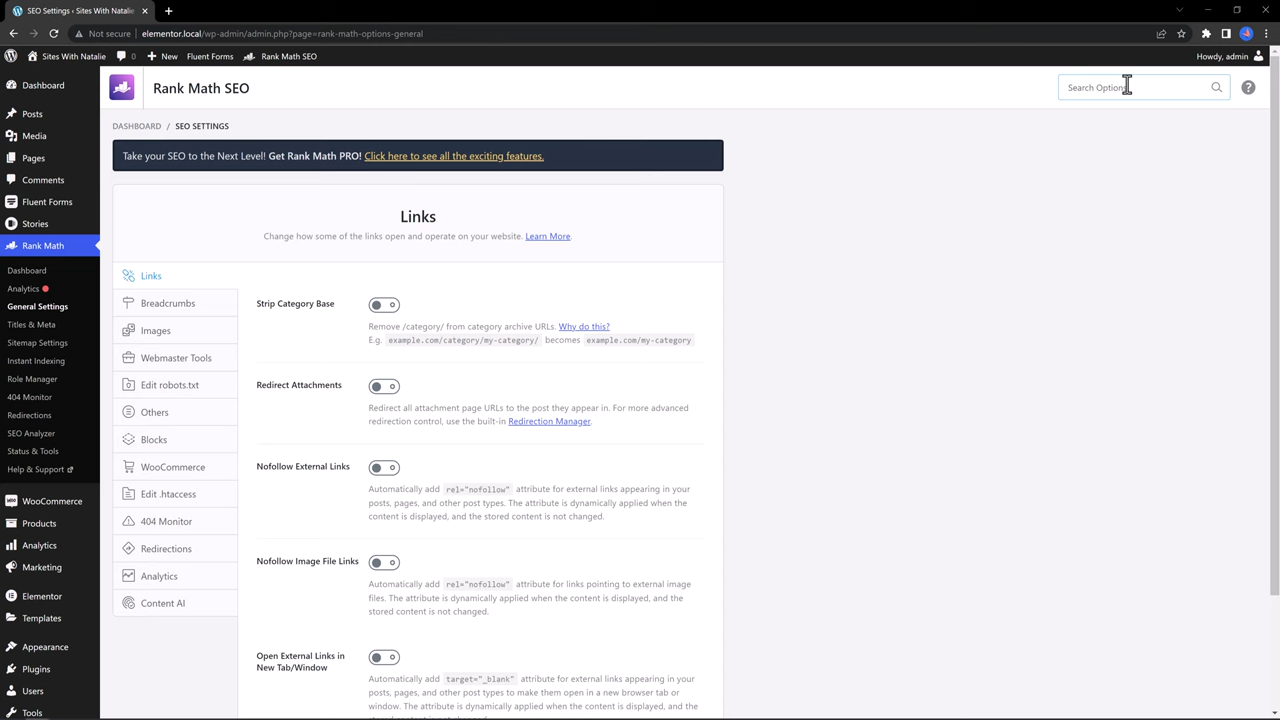 SEO Settings ‹ Sites With Natalie
Not secure
elementor.local/wp-admin/admin.php?page=rank-math-options-general
Sites With Natalie
0
New
Fluent Forms
Rank Math SEO
Howdy, admin
Dashboard
Posts
Media
Pages
Comments
Fluent Forms
Stories
Rank Math
Dashboard
Analytics
General Settings
Titles & Meta
Sitemap Settings
Instant Indexing
Role Manager
404 Monitor
Redirections
SEO Analyzer
Status & Tools
Help & Support
WooCommerce
Products
Analytics
Marketing
Elementor
Templates
Appearance
Plugins
Users
Tools
Rank Math SEO
Search Options
?
DASHBOARD / SEO SETTINGS
Take your SEO to the Next Level! Get Rank Math PRO! Click here to see all the exciting features.
Links
Change how some of the links open and operate on your website. Learn More.
Links
Breadcrumbs
Images
Webmaster Tools
Edit robots.txt
Others
Blocks
WooCommerce
Edit .htaccess
404 Monitor
Redirections
Analytics
Content AI
Strip Category Base
Remove /category/ from category archive URLs. Why do this?
E.g. example.com/category/my-category/ becomes example.com/my-category
Redirect Attachments
Redirect all attachment page URLs to the post they appear in. For more advanced
redirection control, use the built-in Redirection Manager.
Nofollow External Links
Automatically add rel="nofollow" attribute for external links appearing in your
posts, pages, and other post types. The attribute is dynamically applied when the
content is displayed, and the stored content is not changed.
Nofollow Image File Links
Automatically add rel="nofollow" attribute for links pointing to external image
files. The attribute is dynamically applied when the content is displayed, and the
stored content is not changed.
Open External Links in
New Tab/Window
Automatically add target="_blank" attribute for external links appearing in your
posts, pages, and other post types to make them open in a new browser tab or
window. The attribute is dynamically applied when the content is displayed, and the